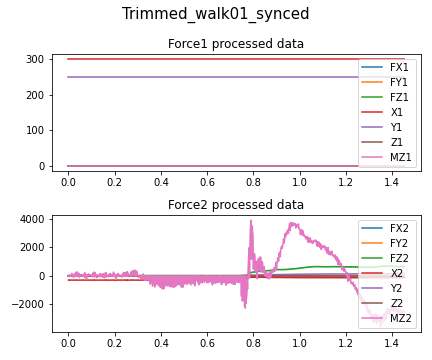 Trimmed_walk01_synced
Force1 processed data
300
200
100
0
FX1
FY1
FZ1
X1
Y1
Z1
MZ1
0.0 0.2 0.4 0.6 0.8 1.0 1.2 1.4
Force2 processed data
4000
2000
0
−2000
FX2
FY2
FZ2
X2
Y2
Z2
MZ2
0.0 0.2 0.4 0.6 0.8 1.0 1.2 1.4